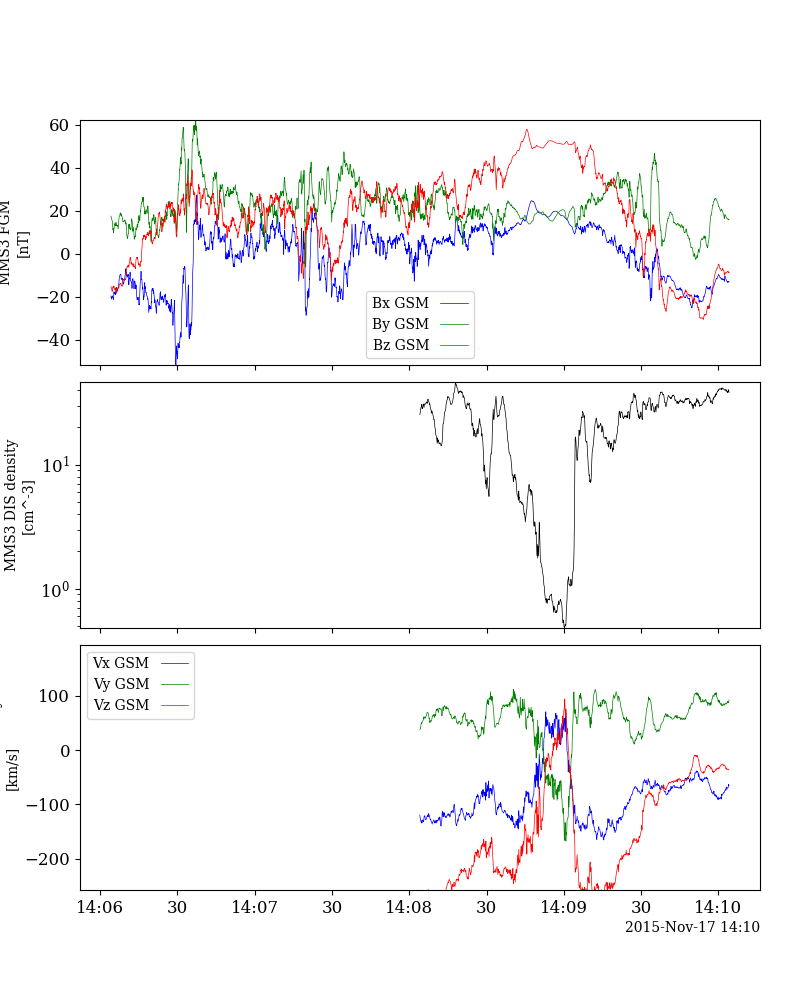 60
40
20
0
−20
−40
MMS3 FGM
[nT]
Bx GSM
By GSM
Bz GSM
10^1
10^0
MMS3 DIS density
[cm^-3]
Vx GSM
Vy GSM
Vz GSM
100
0
−100
−200
[km/s]
14:06
30
14:07
30
14:08
30
14:09
30
14:10
2015-Nov-17 14:10